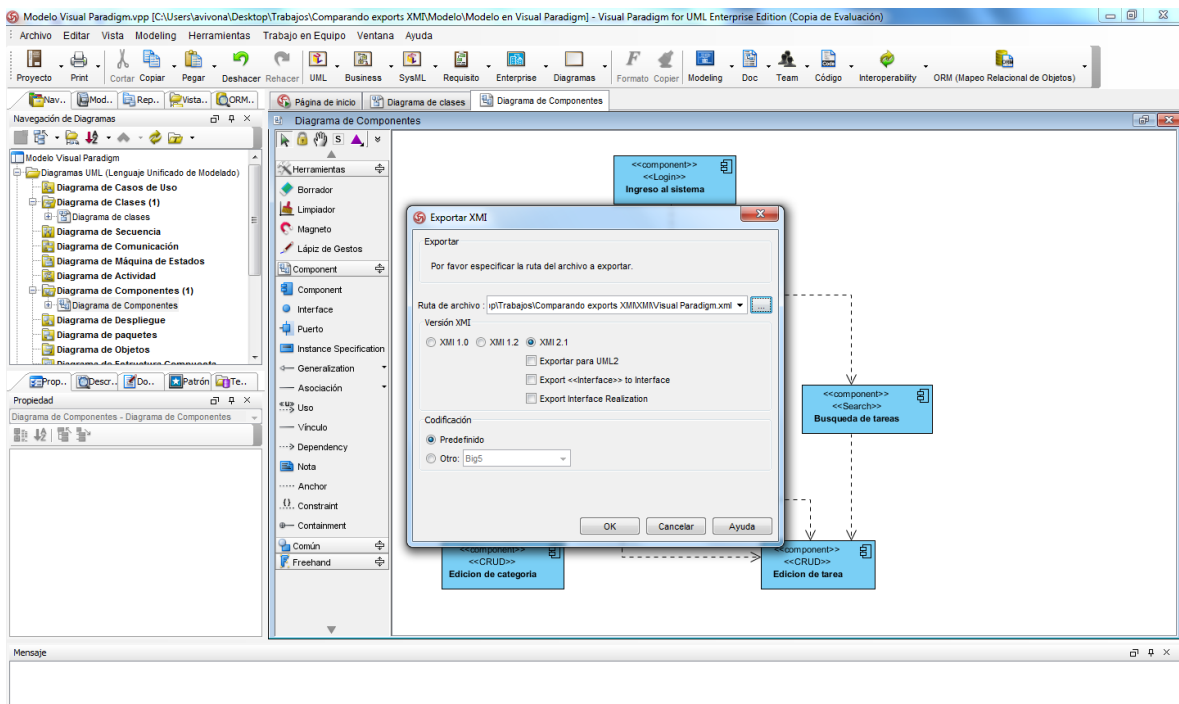 Modelo Visual Paradigm.vpp [C:\Users\avivona\Desktop\Trabajos\Comparando exports XMI\Modelo\Modelo en Visual Paradigm] - Visual Paradigm for UML Enterprise Edition (Copia de Evaluación)
Archivo Editar Vista Modeling Herramientas Trabajo en Equipo Ventana Ayuda
Proyecto Print Cortar Copiar Pegar Deshacer Rehacer UML Business SysML Requisito Enterprise Diagramas Formato Copier Modeling Doc Team Código Interoperability ORM (Mapeo Relacional de Objetos)
Nav.. Mod.. Rep.. Vista.. ORM..
Página de inicio Diagrama de clases Diagrama de Componentes
Navegación de Diagramas
Diagrama de Componentes
Modelo Visual Paradigm
Diagramas UML (Lenguaje Unificado de Modelado)
Diagrama de Casos de Uso
Diagrama de Clases (1)
Diagrama de clases
Diagrama de Secuencia
Diagrama de Comunicación
Diagrama de Máquina de Estados
Diagrama de Actividad
Diagrama de Componentes (1)
Diagrama de Componentes
Diagrama de Despliegue
Diagrama de paquetes
Diagrama de Objetos
Diagrama de Estructura Compuesta
Prop.. Descr.. Do.. Patrón Te..
Propiedad
Diagrama de Componentes - Diagrama de Componentes
Herramientas
Borrador
Limpiador
Magneto
Lápiz de Gestos
Component
Component
Interface
Puerto
Instance Specification
Generalization
Asociación
Uso
Vínculo
Dependency
Nota
Anchor
Constraint
Containment
Común
Freehand
<<component>>
<<Login>>
Ingreso al sistema
Exportar XMI
Exportar
Por favor especificar la ruta del archivo a exportar.
Ruta de archivo : ıp\Trabajos\Comparando exports XMI\XMI\Visual Paradigm.xml ...
Versión XMI
XMI 1.0 XMI 1.2 XMI 2.1
Exportar para UML2
Export <<Interface>> to Interface
Export Interface Realization
Codificación
Predefinido
Otro: Big5
OK Cancelar Ayuda
<<component>>
<<Search>>
Busqueda de tareas
<<component>>
<<CRUD>>
Edicion de categoria
<<component>>
<<CRUD>>
Edicion de tarea
Mensaje